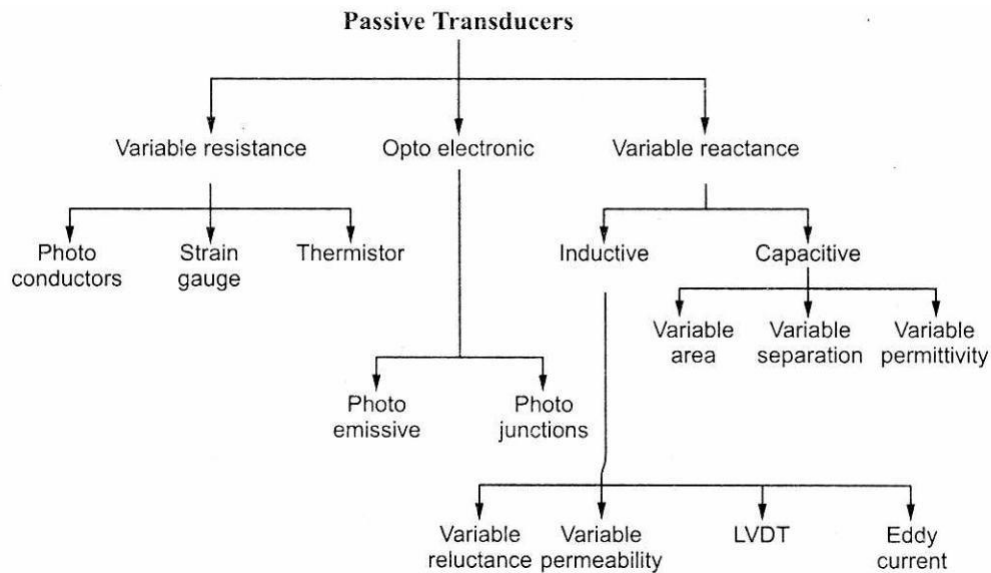 Passive Transducers
Variable resistance
Opto electronic
Variable reactance
Photo
conductors
Strain
gauge
Thermistor
Inductive
Capacitive
Variable
area
Variable
separation
Variable
permittivity
Photo
emissive
Photo
junctions
Variable
reluctance
Variable
permeability
LVDT
Eddy
current